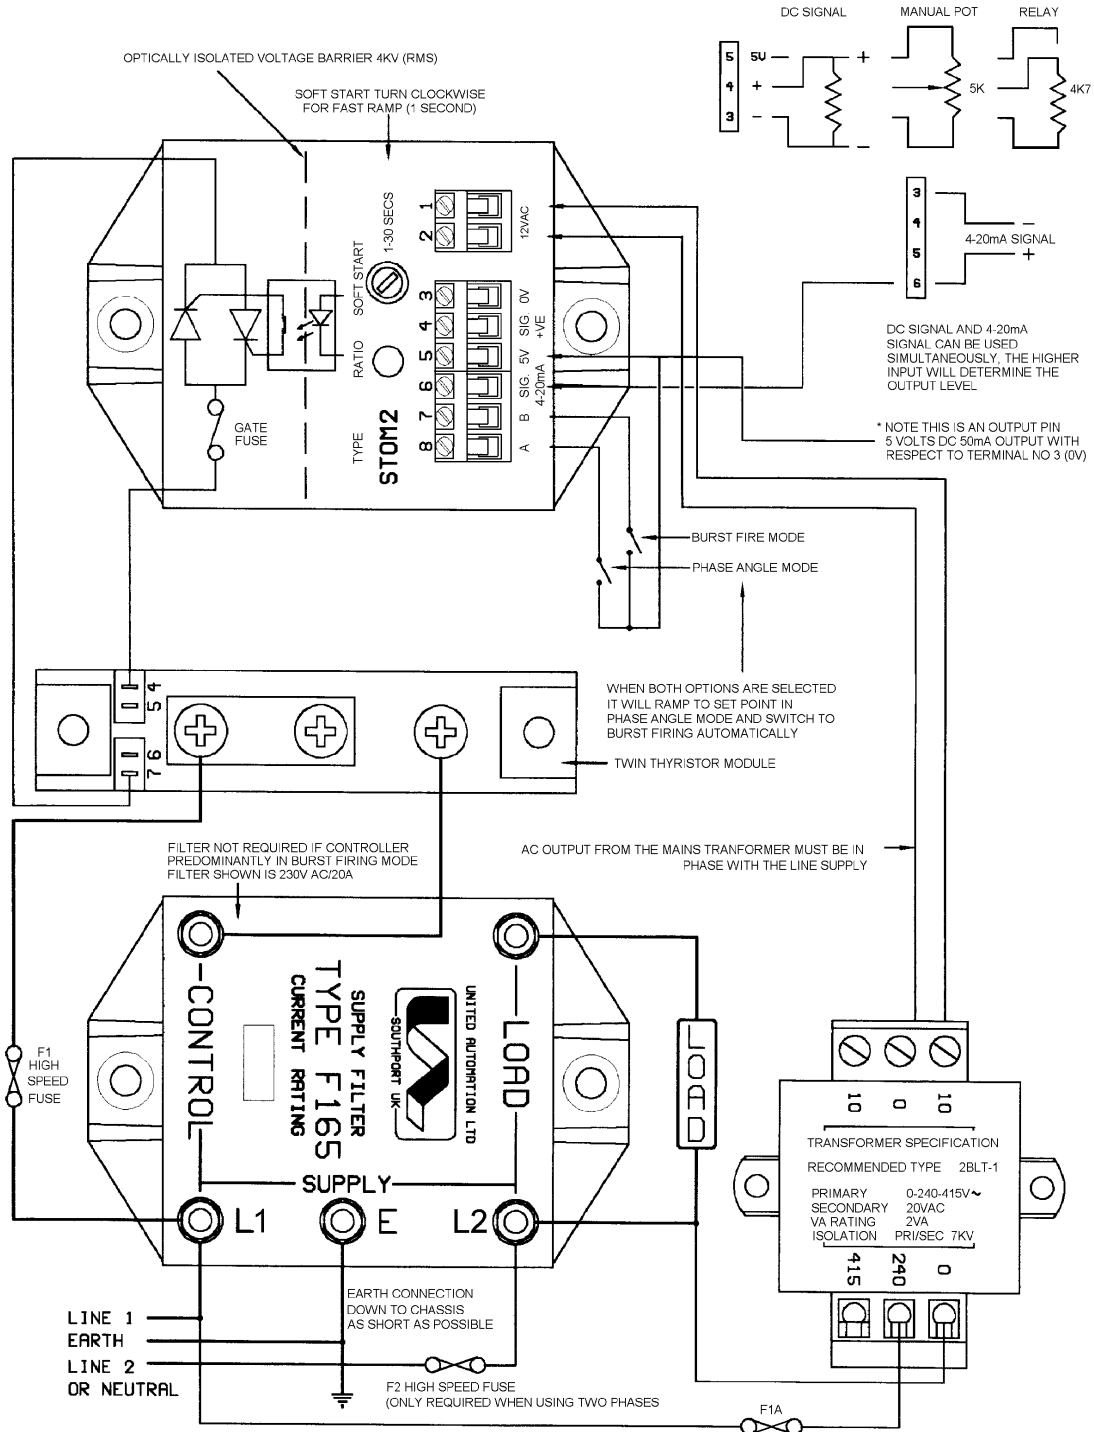 DC SIGNAL
MANUAL POT
RELAY
5 5V − +
4 +
3 − −
5K
4K7
OPTICALLY ISOLATED VOLTAGE BARRIER 4KV (RMS)
SOFT START TURN CLOCKWISE
FOR FAST RAMP (1 SECOND)
3
4
5
6
−
4-20mA SIGNAL
+
DC SIGNAL AND 4-20mA
SIGNAL CAN BE USED
SIMULTANEOUSLY, THE HIGHER
INPUT WILL DETERMINE THE
OUTPUT LEVEL
* NOTE THIS IS AN OUTPUT PIN
5 VOLTS DC 50mA OUTPUT WITH
RESPECT TO TERMINAL NO 3 (0V)
1-30 SECS
SOFT START
RATIO
TYPE
STOM2
1
2
12VAC
3 0V
4 SIG. +VE
5 5V
6 SIG. 4-20mA
7 B
8 A
GATE
FUSE
BURST FIRE MODE
PHASE ANGLE MODE
WHEN BOTH OPTIONS ARE SELECTED
IT WILL RAMP TO SET POINT IN
PHASE ANGLE MODE AND SWITCH TO
BURST FIRING AUTOMATICALLY
TWIN THYRISTOR MODULE
4
5
6
7
FILTER NOT REQUIRED IF CONTROLLER
PREDOMINANTLY IN BURST FIRING MODE
FILTER SHOWN IS 230V AC/20A
AC OUTPUT FROM THE MAINS TRANFORMER MUST BE IN
PHASE WITH THE LINE SUPPLY
CONTROL
LOAD
UNITED AUTOMATION LTD
SOUTHPORT UK
SUPPLY FILTER
TYPE F165
CURRENT RATING
SUPPLY
L1
E
L2
F1
HIGH
SPEED
FUSE
LOAD
10
0
10
TRANSFORMER SPECIFICATION
RECOMMENDED TYPE 2BLT-1
PRIMARY 0-240-415V~
SECONDARY 20VAC
VA RATING 2VA
ISOLATION PRI/SEC 7KV
415
240
0
EARTH CONNECTION
DOWN TO CHASSIS
AS SHORT AS POSSIBLE
LINE 1
EARTH
LINE 2
OR NEUTRAL
F2 HIGH SPEED FUSE
(ONLY REQUIRED WHEN USING TWO PHASES
F1A